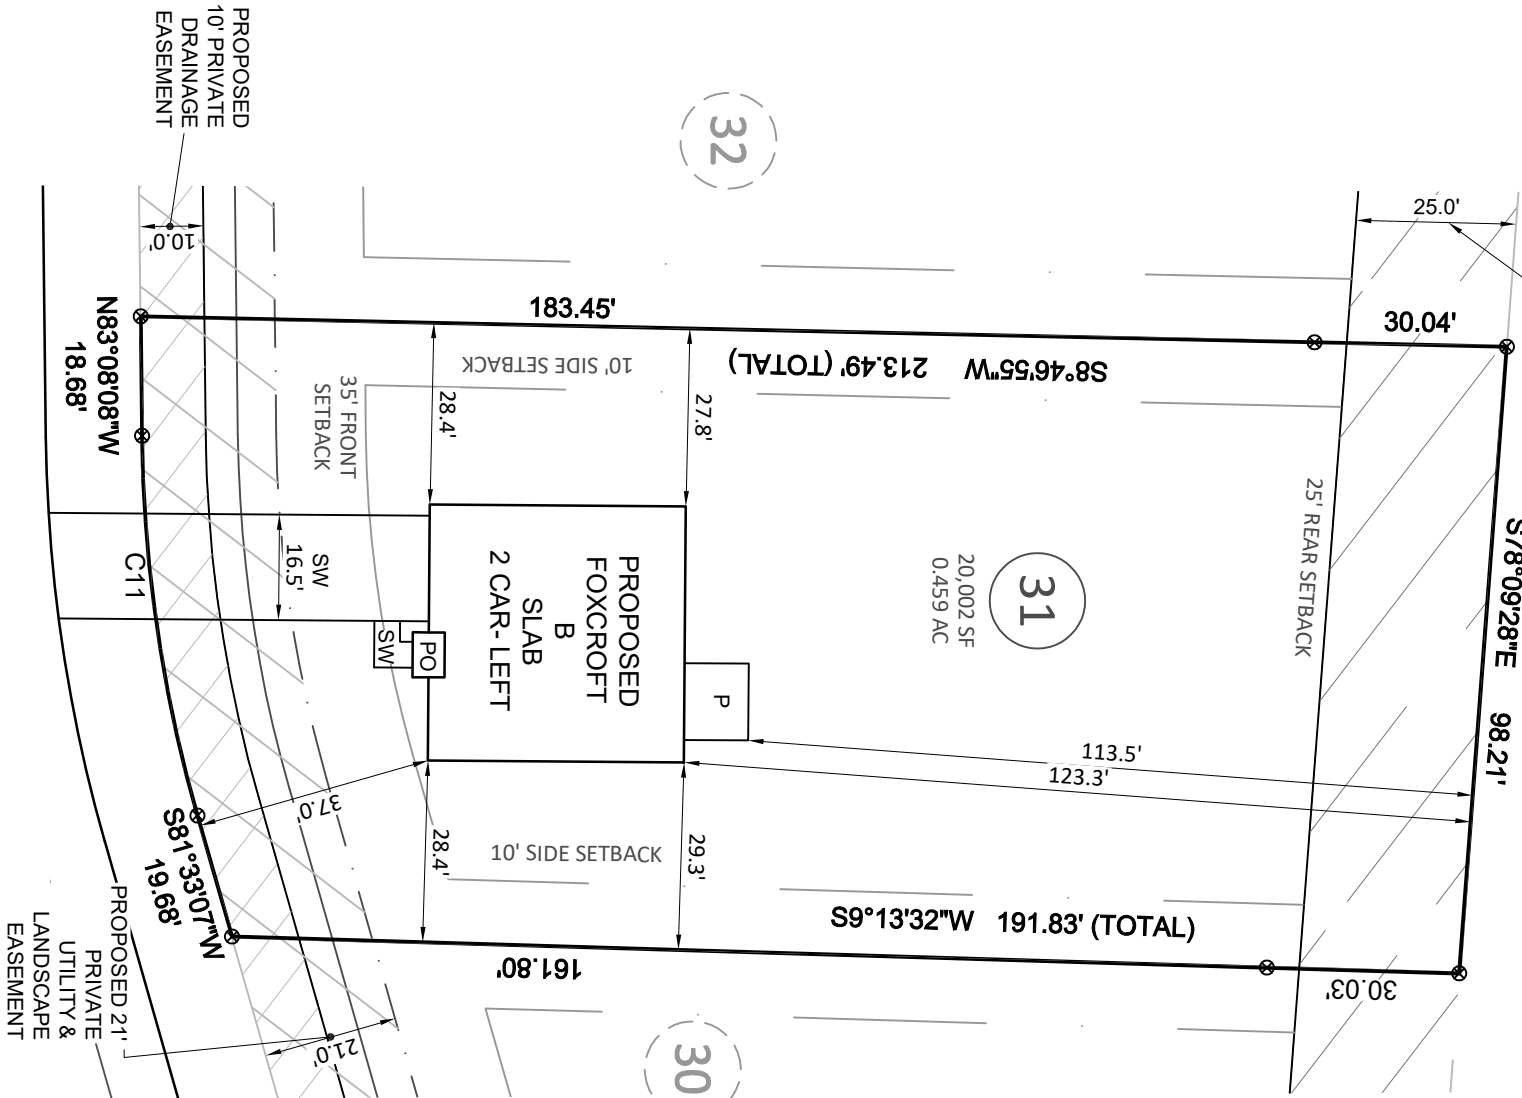 PROPOSED
10' PRIVATE
DRAINAGE
EASEMENT
32
25.0'
10.0'
183.45'
30.04'
S8°46'55"W 213.49' (TOTAL)
10' SIDE SETBACK
N83°08'08"W
18.68'
35' FRONT
SETBACK
28.4'
27.8'
25' REAR SETBACK
S78°09'28"E 98.21'
31
20,002 SF
0.459 AC
PROPOSED
FOXCROFT
B
SLAB
2 CAR- LEFT
SW
16.5'
C11
SW
PO
P
113.5'
123.3'
37.0'
28.4'
29.3'
10' SIDE SETBACK
S81°33'07"W
19.68'
S9°13'32"W 191.83' (TOTAL)
161.80'
30.03'
PROPOSED 21'
PRIVATE
UTILITY &
LANDSCAPE
EASEMENT
21.0'
30